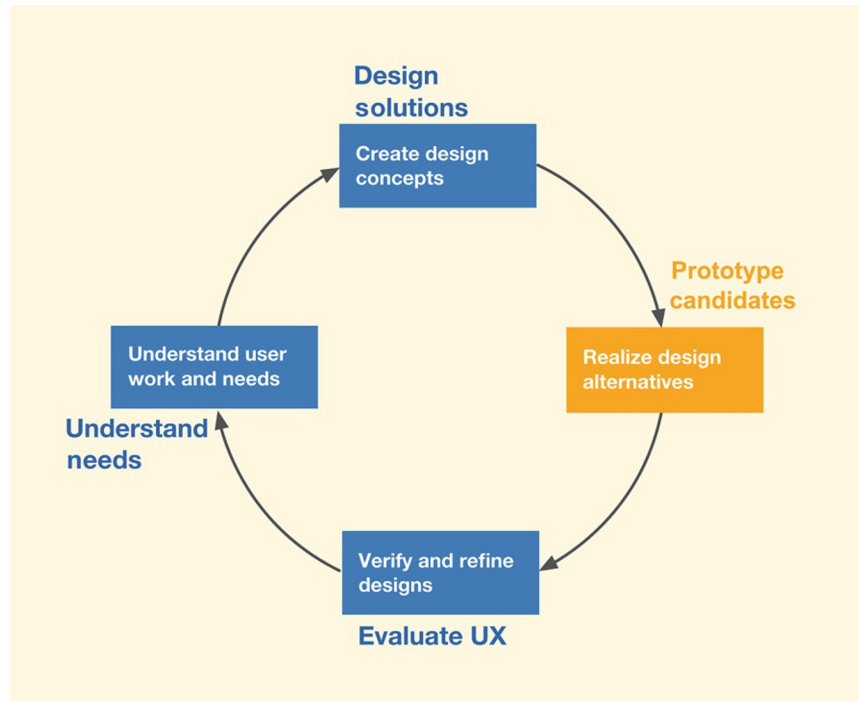 Design
solutions
Create design
concepts
Prototype
candidates
Realize design
alternatives
Understand user
work and needs
Understand
needs
Verify and refine
designs
Evaluate UX